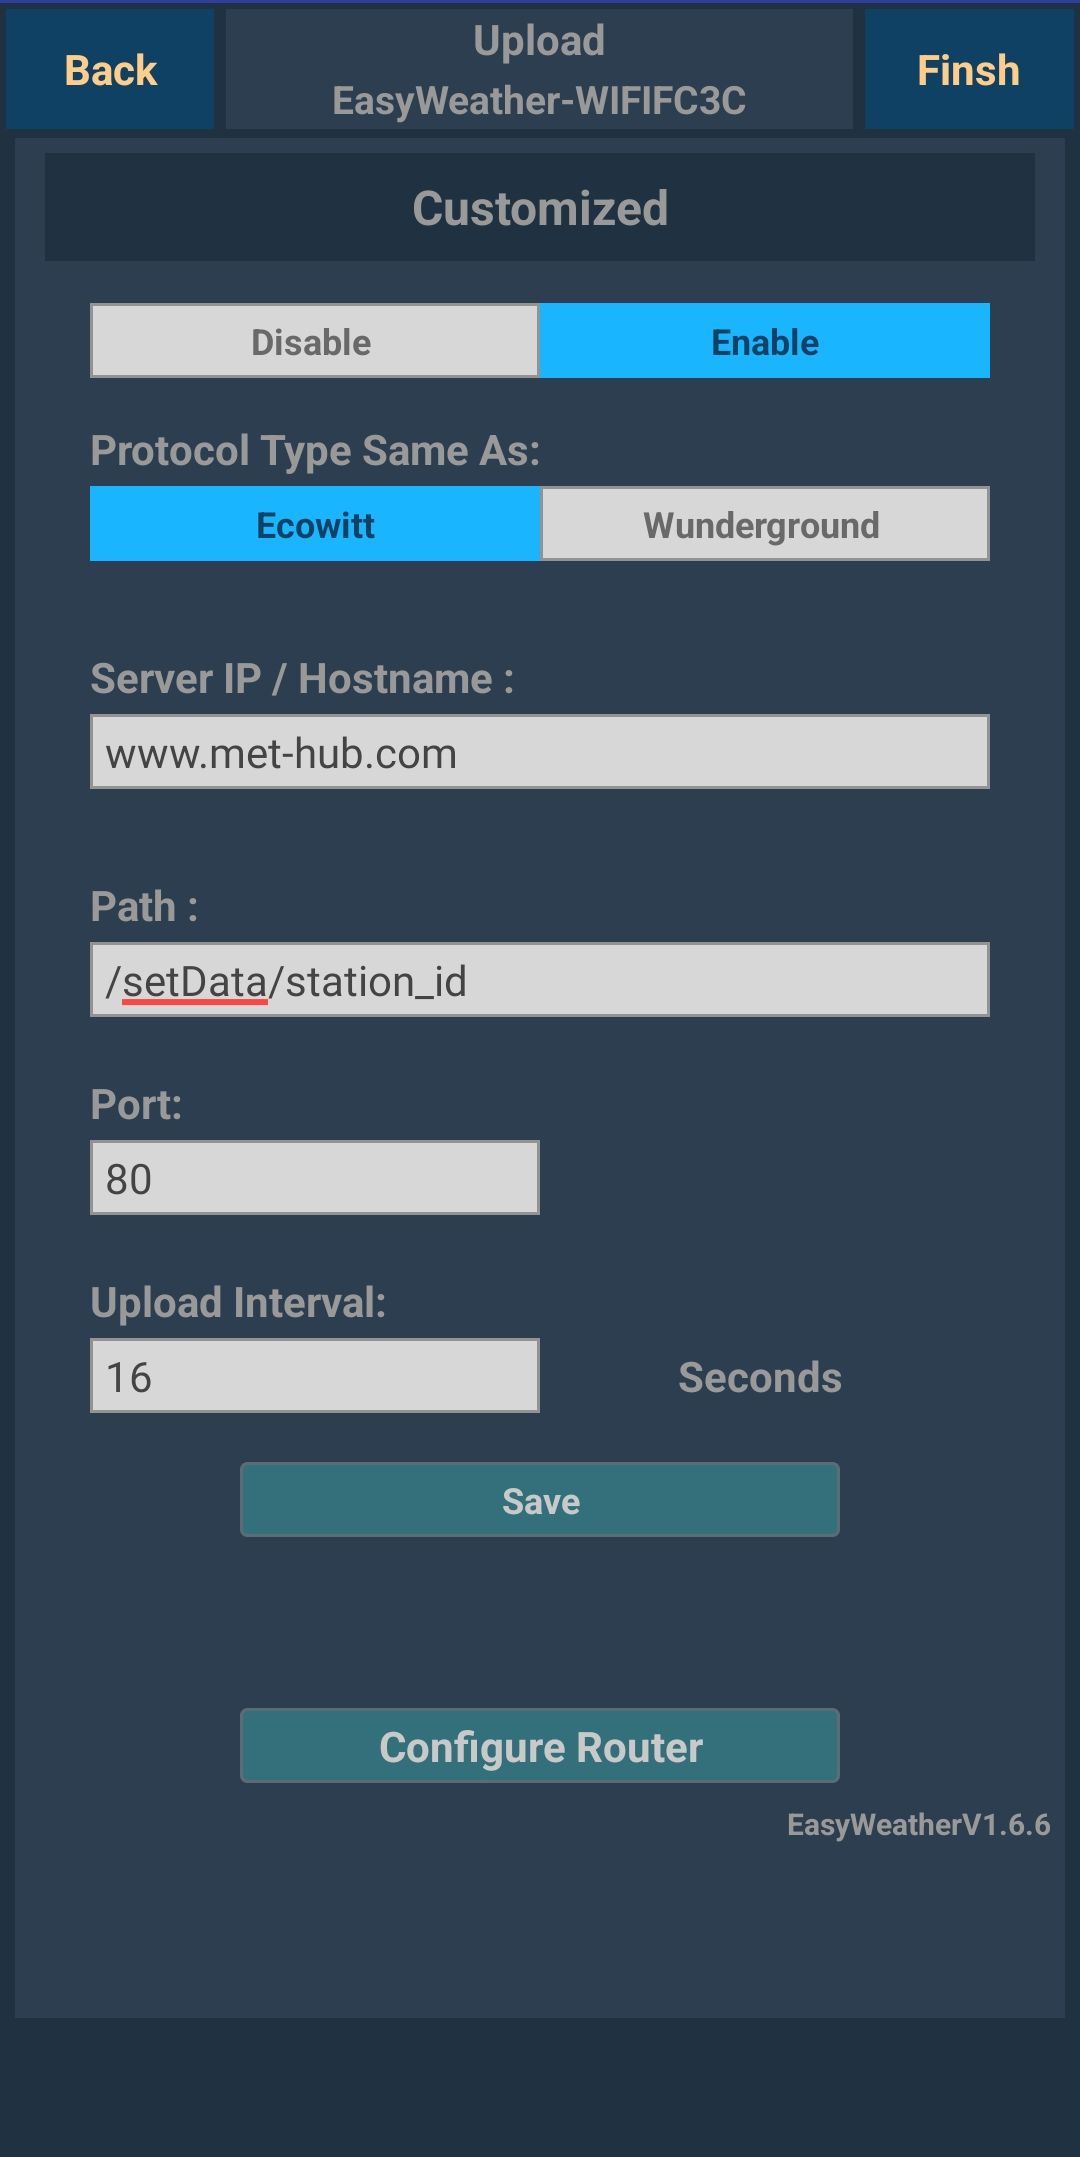 Back
Upload
EasyWeather-WIFIFC3C
Finsh
Customized
Disable
Enable
Protocol Type Same As:
Ecowitt
Wunderground
Server IP / Hostname :
www.met-hub.com
Path :
/setData/station_id
Port:
80
Upload Interval:
16
Seconds
Save
Configure Router
EasyWeatherV1.6.6